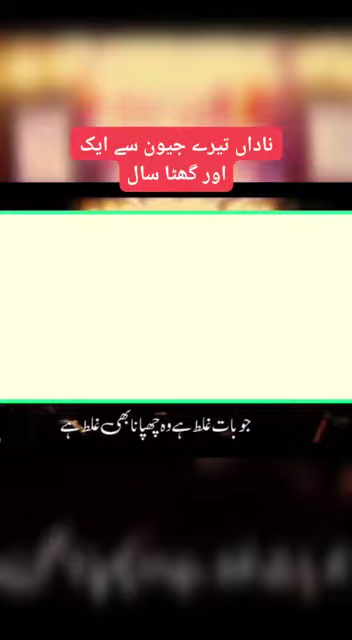 ناداں تیرے جیون سے ایک
اور گھٹا سال
جو بات غلط ہے وہ چھپانا بھی غلط ہے